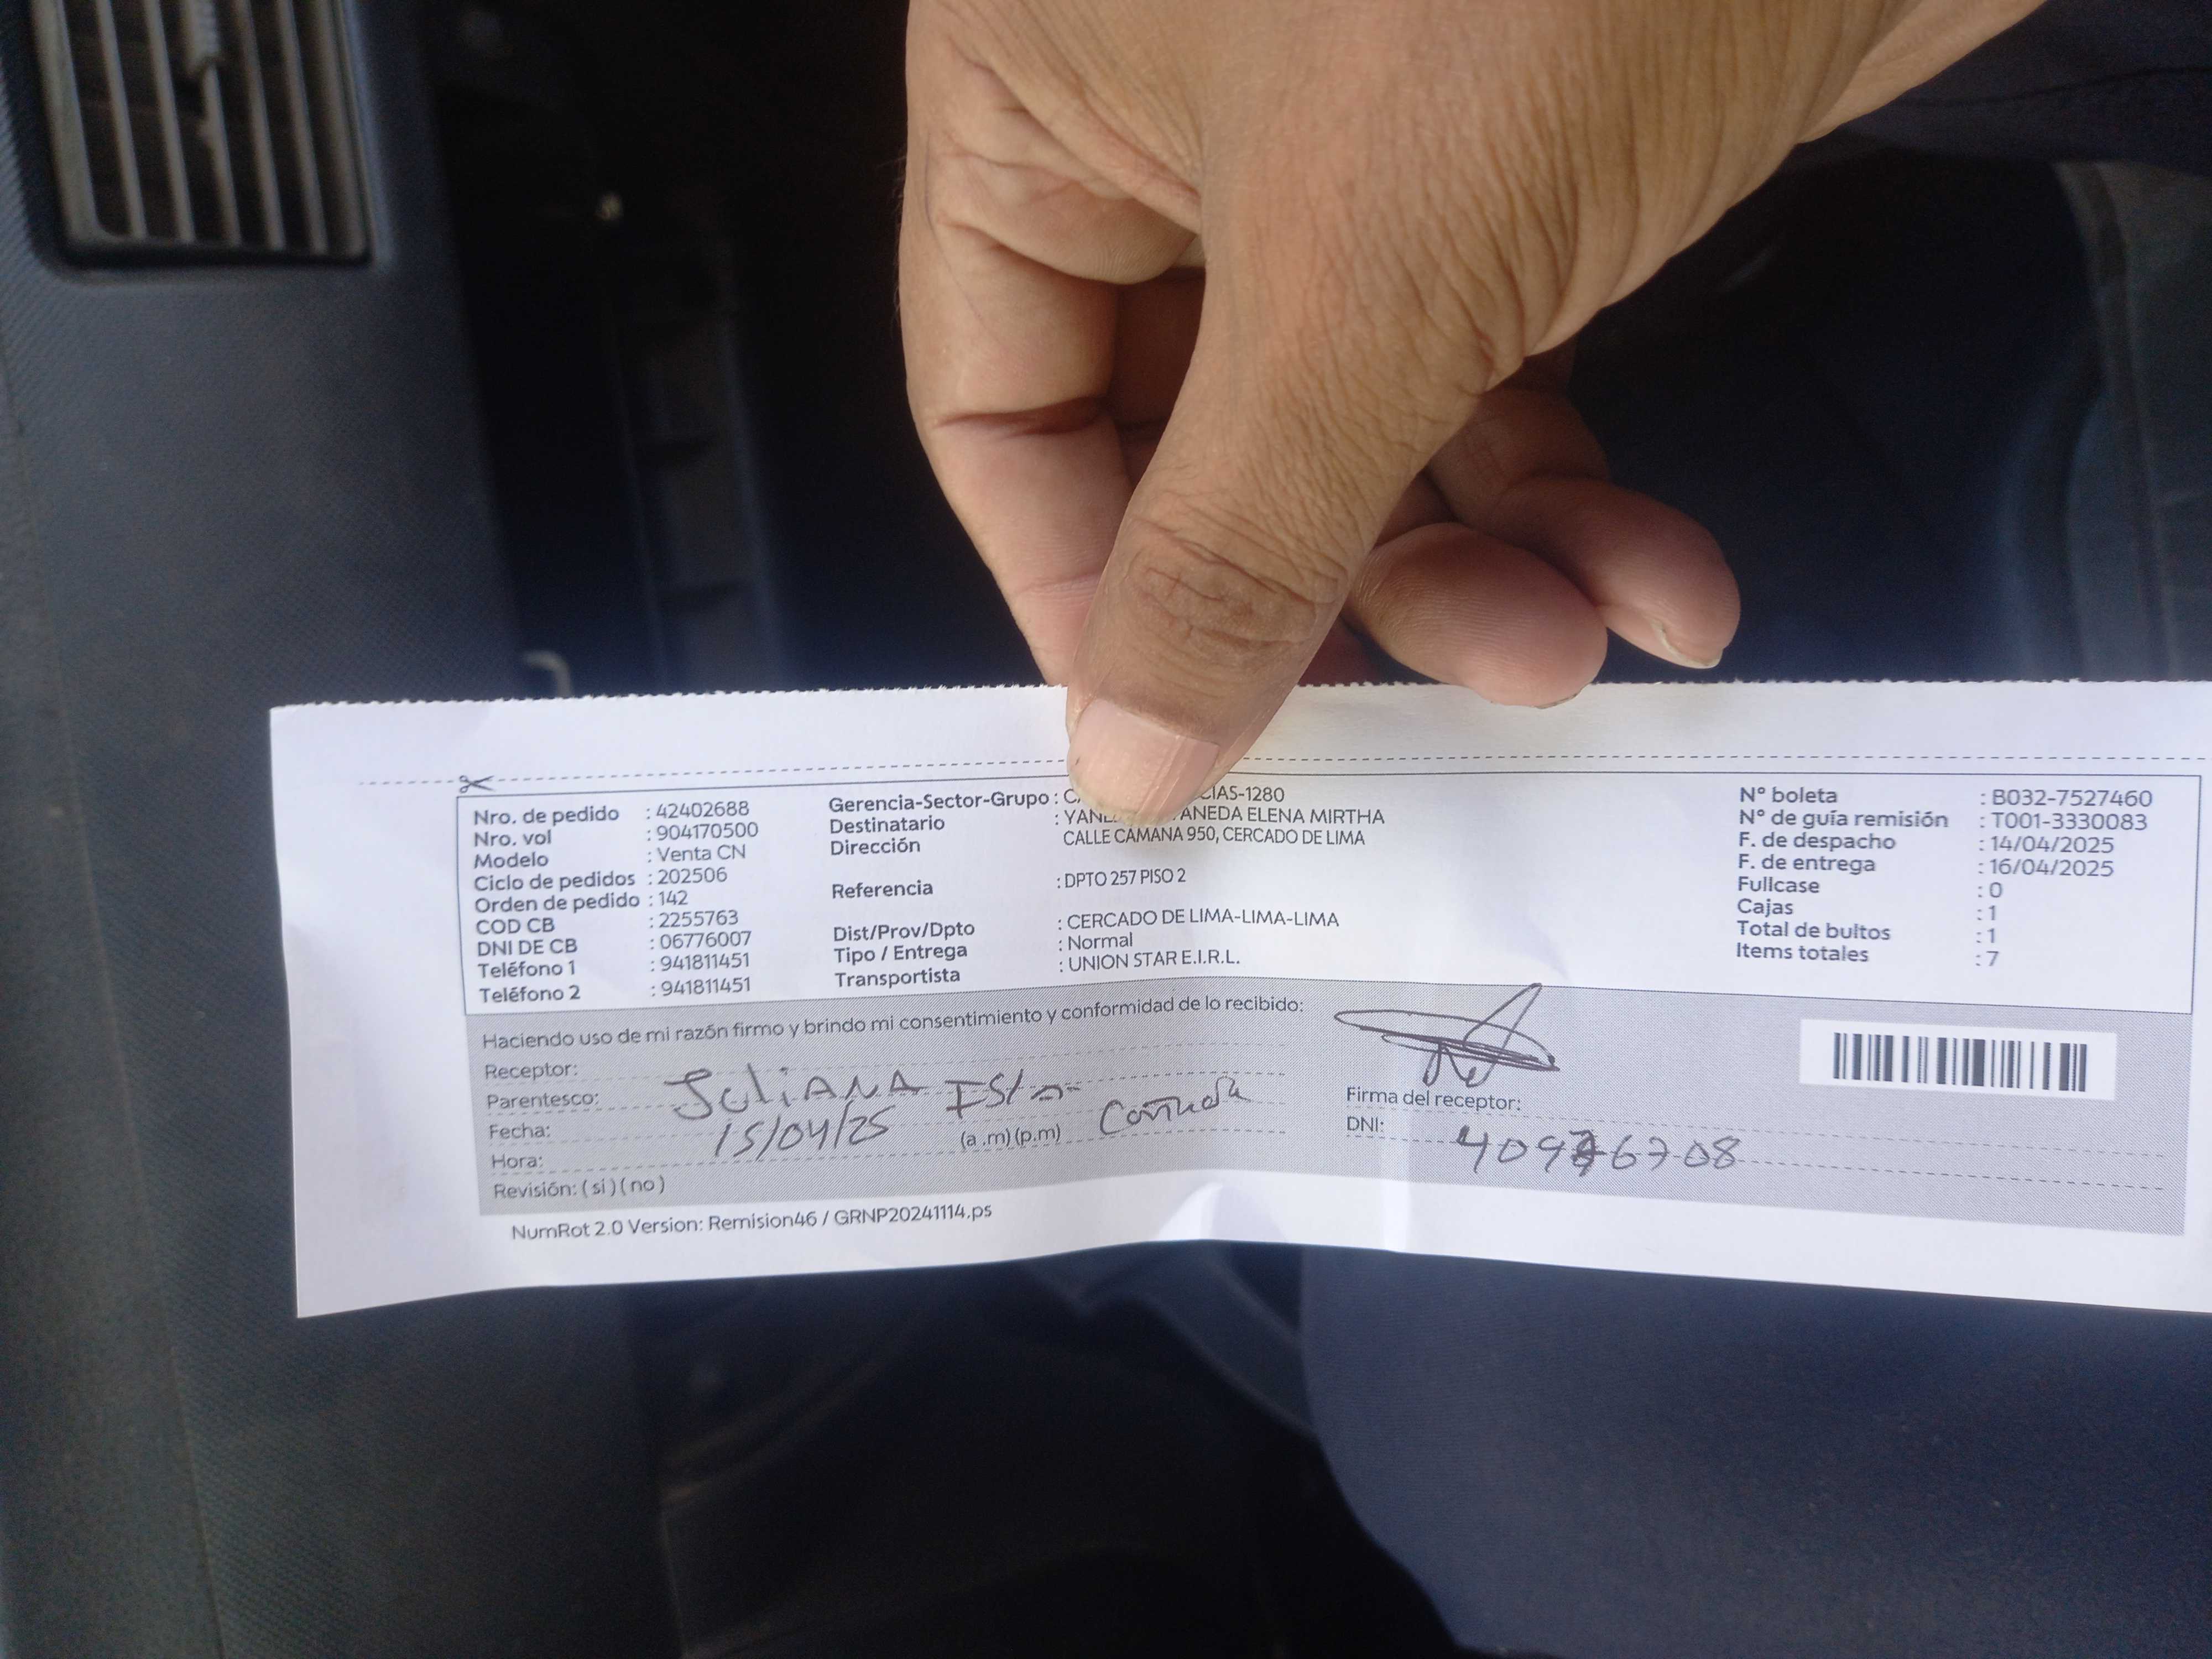 Nro. de pedido : 42402688
Nro. vol : 904170500
Modelo : Venta CN
Ciclo de pedidos : 202506
Orden de pedido : 142
COD CB : 2255763
DNI DE CB : 06776007
Teléfono 1 : 941811451
Teléfono 2 : 941811451
Gerencia-Sector-Grupo :
Destinatario : ELENA MIRTHA
Dirección CALLE CAMANA 950, CERCADO DE LIMA
Referencia : DPTO 257 PISO 2
Dist/Prov/Dpto : CERCADO DE LIMA-LIMA-LIMA
Tipo / Entrega : Normal
Transportista : UNION STAR E.I.R.L.
N° boleta : B032-7527460
N° de guía remisión : T001-3330083
F. de despacho : 14/04/2025
F. de entrega : 16/04/2025
Fullcase : 0
Cajas : 1
Total de bultos : 1
Items totales : 7
Haciendo uso de mi razón firmo y brindo mi consentimiento y conformidad de lo recibido:
Receptor:
Parentesco: JuliANA
Fecha: 15/04/25 (a .m) (p.m)
Hora:
Revisión: ( si ) ( no )
Firma del receptor:
DNI:
NumRot 2.0 Version: Remision46 / GRNP20241114.ps